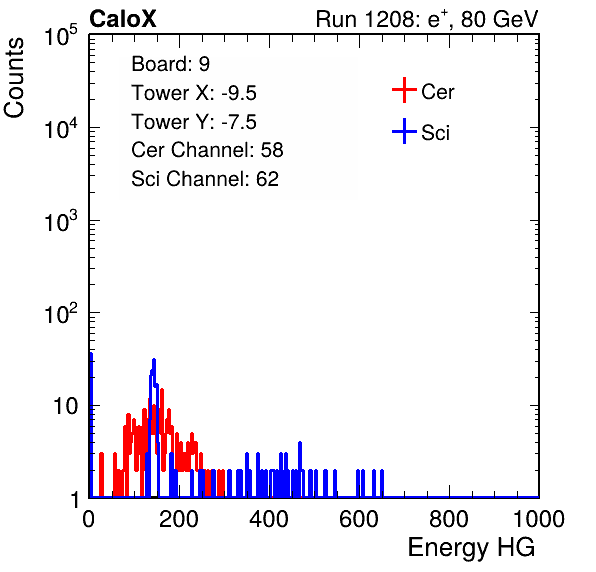 CaloX Run 1208: e⁺, 80 GeV
Counts
Board: 9
Tower X: -9.5
Tower Y: -7.5
Cer Channel: 58
Sci Channel: 62
Cer
Sci
10⁵
10⁴
10³
10²
10
1
0 200 400 600 800 1000
Energy HG